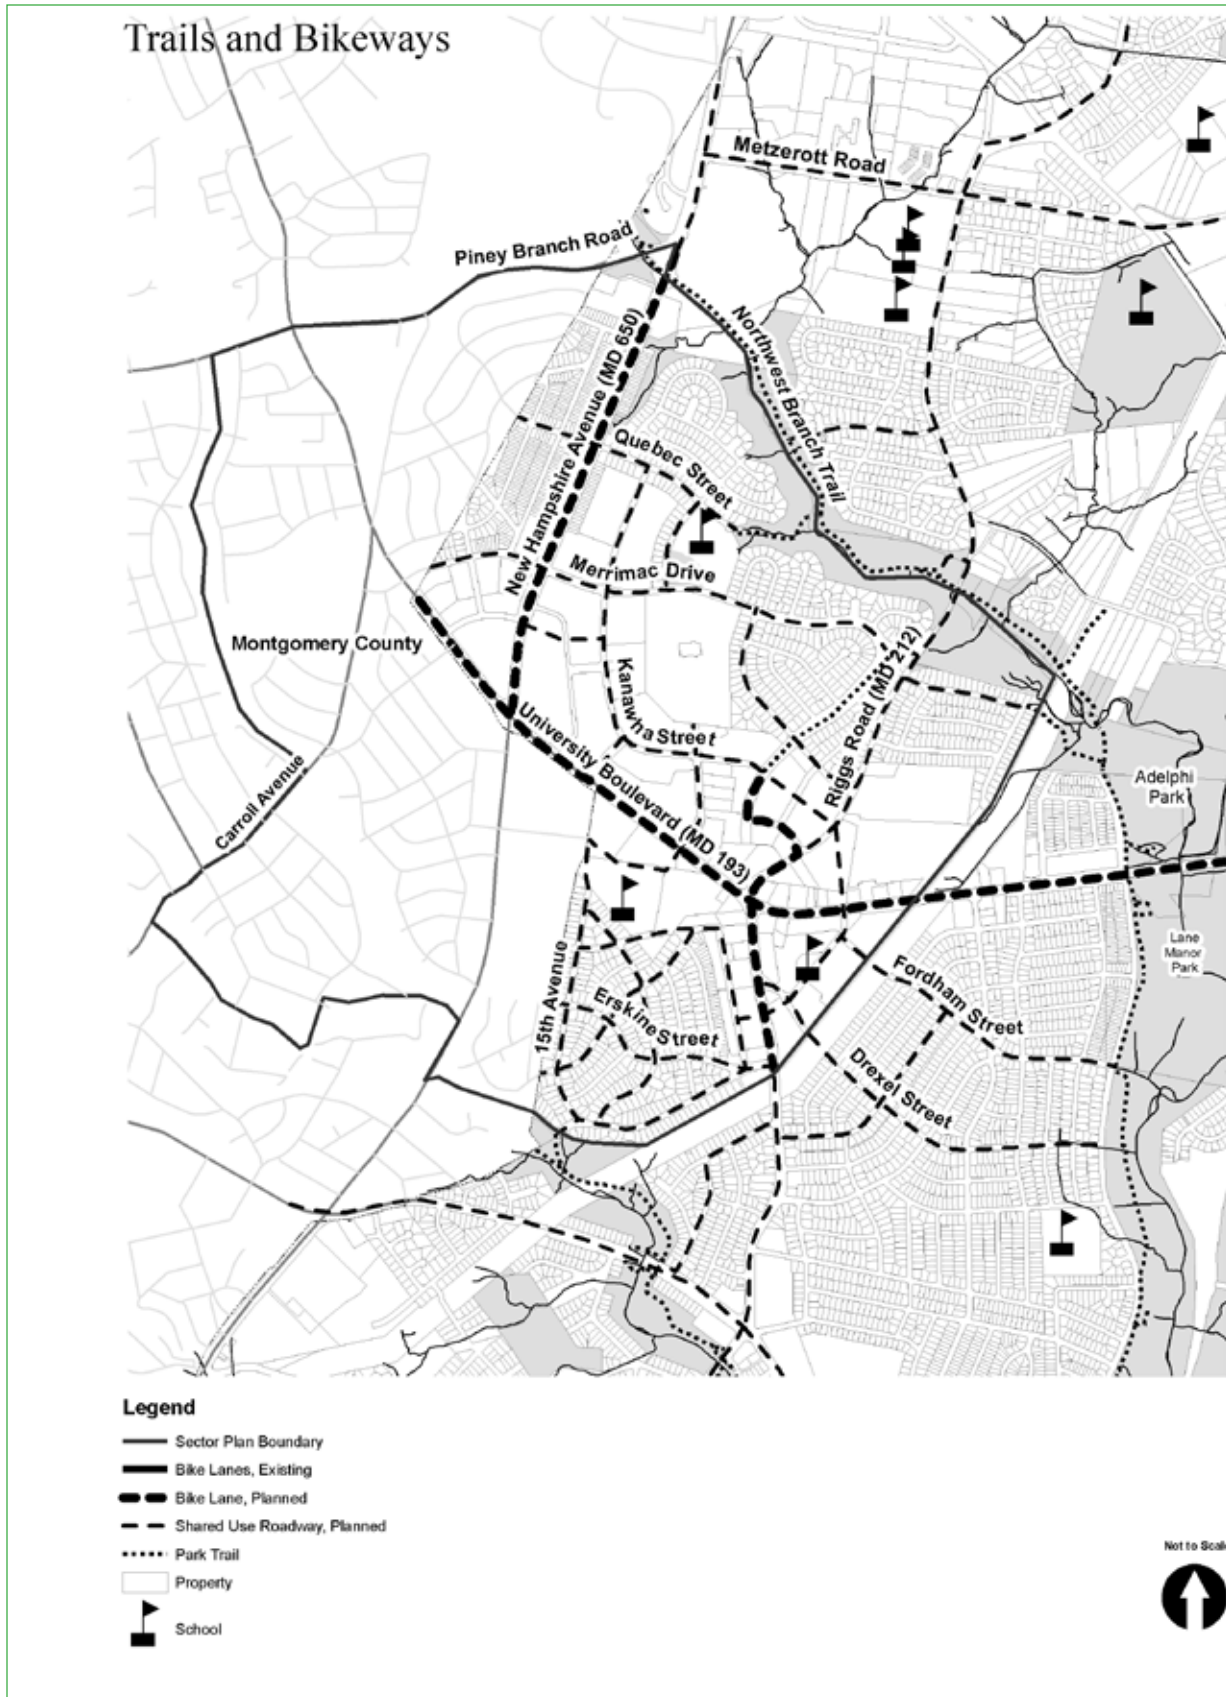 Trails and Bikeways
Metzerott Road
Piney Branch Road
New Hampshire Avenue (MD 650)
Northwest Branch Trail
Quebec Street
Merrimac Drive
Montgomery County
Kanawha Street
Riggs Road (MD 212)
University Boulevard (MD 193)
Carroll Avenue
Adelphi
Park
Lane
Manor
Park
15th Avenue
Erskine Street
Fordham Street
Drexel Street
Legend
Sector Plan Boundary
Bike Lanes, Existing
Bike Lane, Planned
Shared Use Roadway, Planned
Park Trail
Property
School
Not to Scale